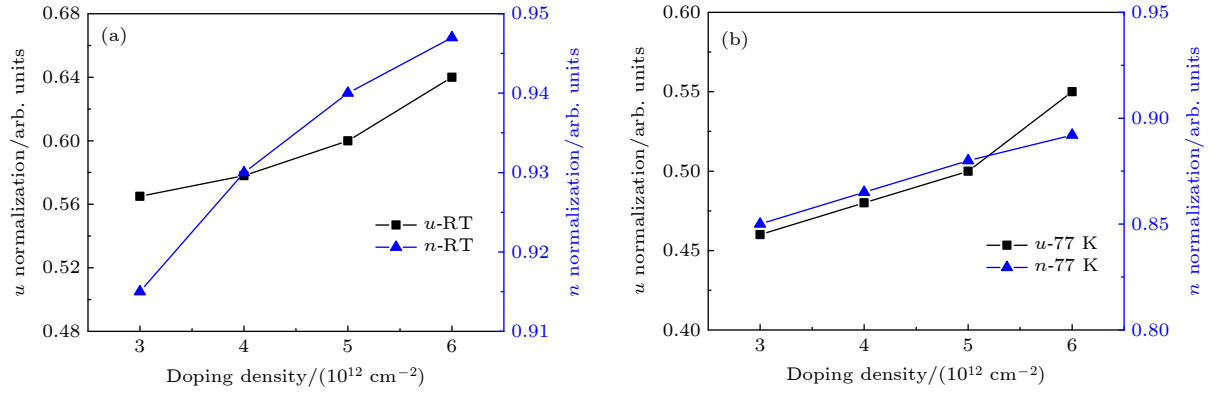 (a)
0.68
0.64
0.60
0.56
0.52
0.48
u normalization/arb. units
0.95
0.94
0.93
0.92
0.91
n normalization/arb. units
u-RT
n-RT
3 4 5 6
Doping density/(10¹² cm⁻²)
(b)
0.60
0.55
0.50
0.45
0.40
u normalization/arb. units
0.95
0.90
0.85
0.80
n normalization/arb. units
u-77 K
n-77 K
3 4 5 6
Doping density/(10¹² cm⁻²)